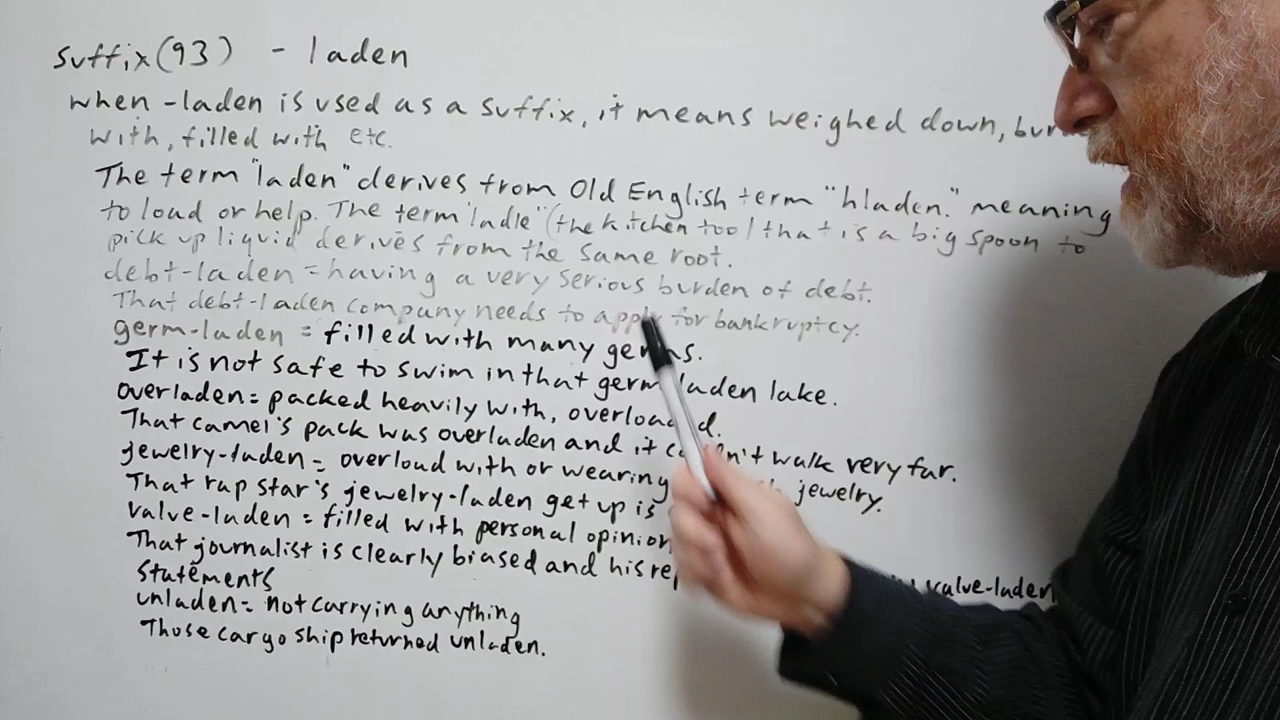 suffix(93) - laden
when -laden is used as a suffix, it means weighed down,
with, filled with etc.
The term "laden" derives from Old English term "hladen." meaning
to load or help. The term "ladle" (the kitchen tool that is a big spoon to
pick up liquid derives from the same root.
debt-laden = having a very serious burden of debt.
That debt-laden company needs to apply for bankruptcy.
germ-laden = filled with many germs.
It is not safe to swim in that germ laden lake.
overladen = packed heavily with, overload
That camel's pack was overladen and it walk very far.
jewelry-laden = overload with or wearing jewelry.
That rap star's jewelry-laden get up is
valve-laden = filled with personal opinion
That journalist is clearly biased and his valve-laden
statements
unladen = not carrying anything
Those cargo ship returned unladen.